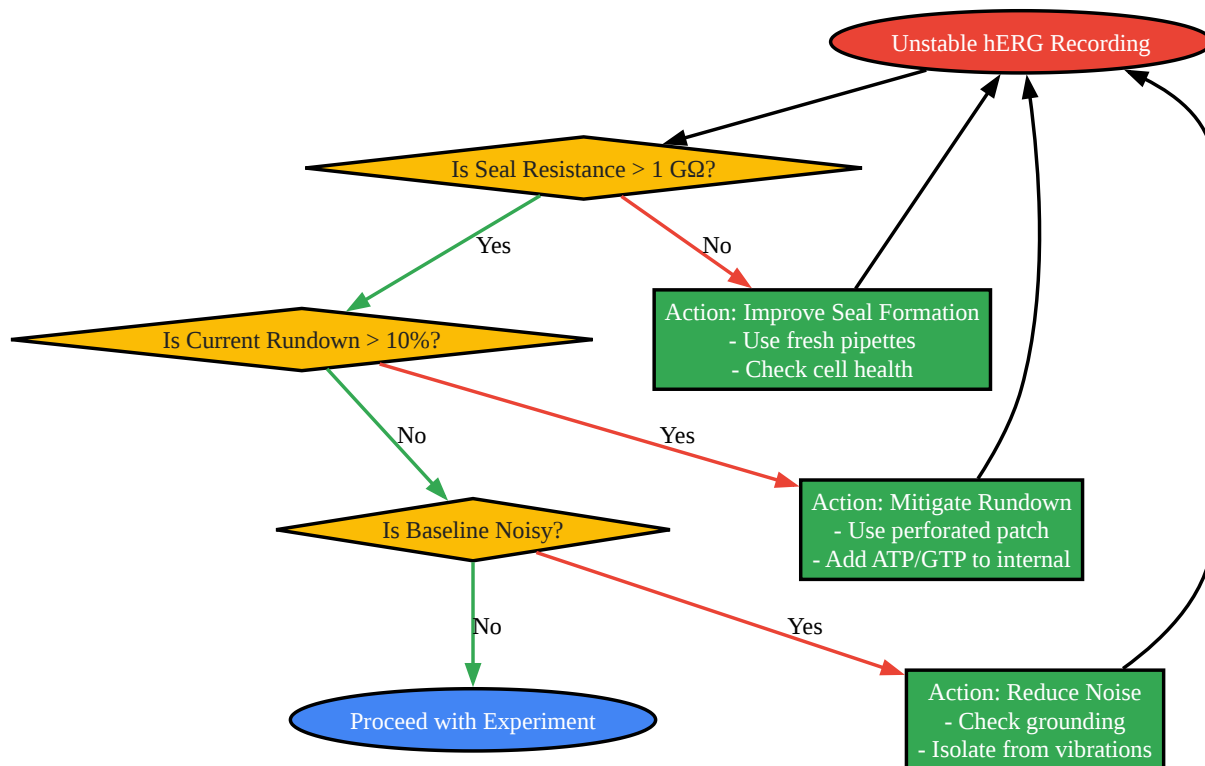 Unstable hERG Recording
Is Seal Resistance > 1 GΩ?
Yes
No
Action: Improve Seal Formation
- Use fresh pipettes
- Check cell health
Is Current Rundown > 10%?
No
Yes
Action: Mitigate Rundown
- Use perforated patch
- Add ATP/GTP to internal
Is Baseline Noisy?
No
Yes
Action: Reduce Noise
- Check grounding
- Isolate from vibrations
Proceed with Experiment